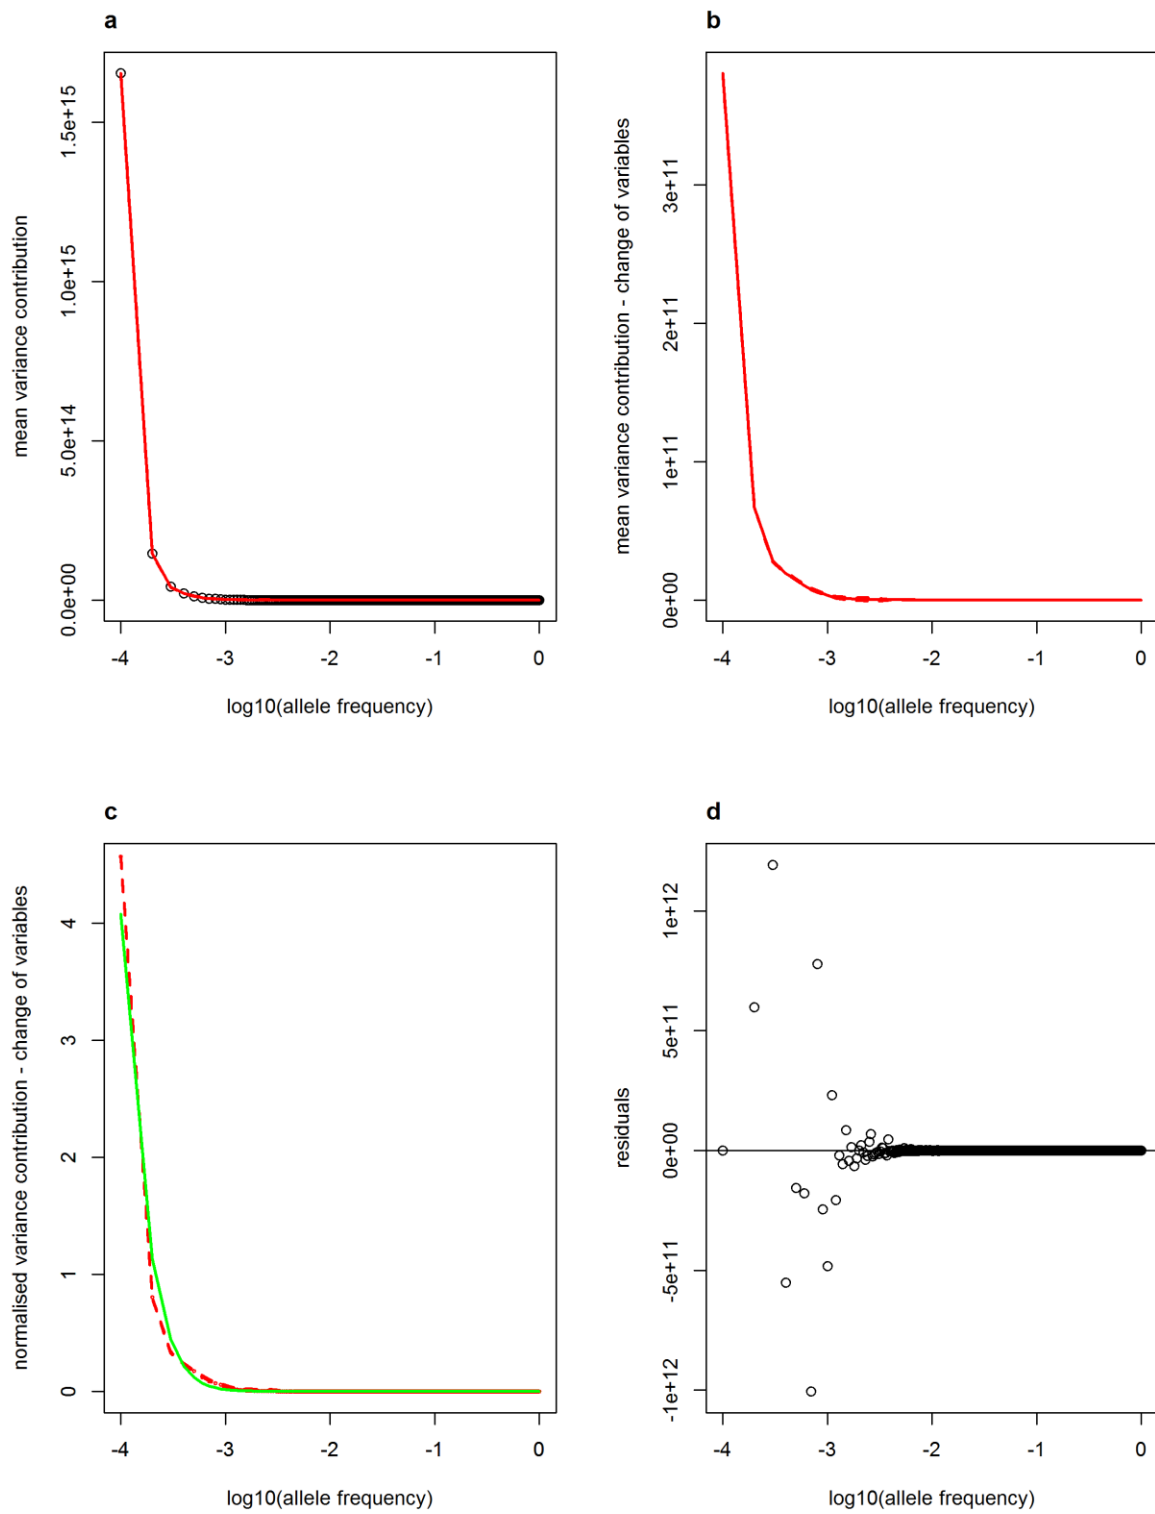 a
mean variance contribution
1.5e+15
1.0e+15
5.0e+14
0.0e+00
-4 -3 -2 -1 0
log10(allele frequency)
b
mean variance contribution - change of variables
3e+11
2e+11
1e+11
0e+00
-4 -3 -2 -1 0
log10(allele frequency)
c
normalised variance contribution - change of variables
4
3
2
1
0
-4 -3 -2 -1 0
log10(allele frequency)
d
residuals
1e+12
5e+11
0e+00
-5e+11
-1e+12
-4 -3 -2 -1 0
log10(allele frequency)